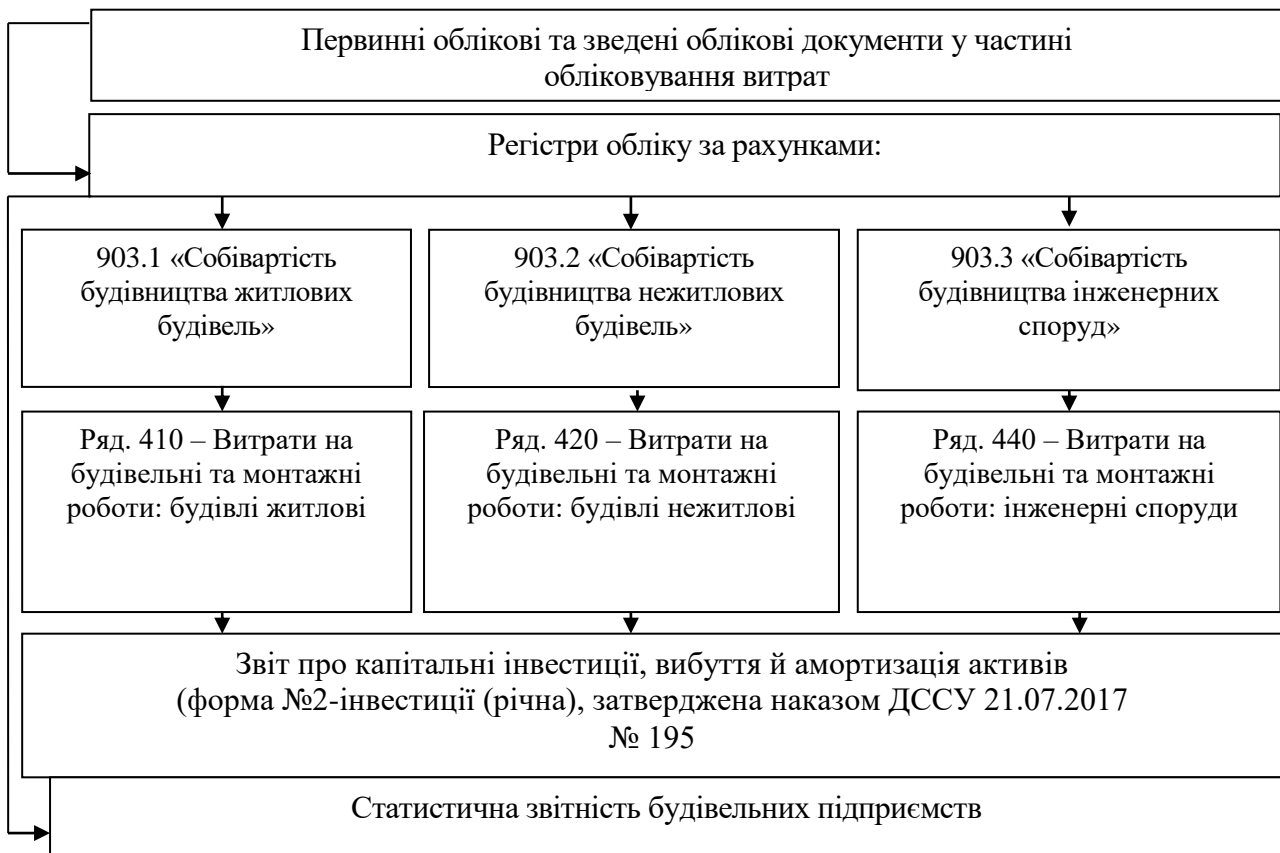 Первинні облікові та зведені облікові документи у частині
обліковування витрат
Регістри обліку за рахунками:
903.1 «Собівартість
будівництва житлових
будівель»
903.2 «Собівартість
будівництва нежитлових
будівель»
903.3 «Собівартість
будівництва інженерних
споруд»
Ряд. 410 – Витрати на
будівельні та монтажні
роботи: будівлі житлові
Ряд. 420 – Витрати на
будівельні та монтажні
роботи: будівлі нежитлові
Ряд. 440 – Витрати на
будівельні та монтажні
роботи: інженерні споруди
Звіт про капітальні інвестиції, вибуття й амортизація активів
(форма №2-інвестиції (річна), затверджена наказом ДССУ 21.07.2017
№ 195
Статистична звітність будівельних підприємств